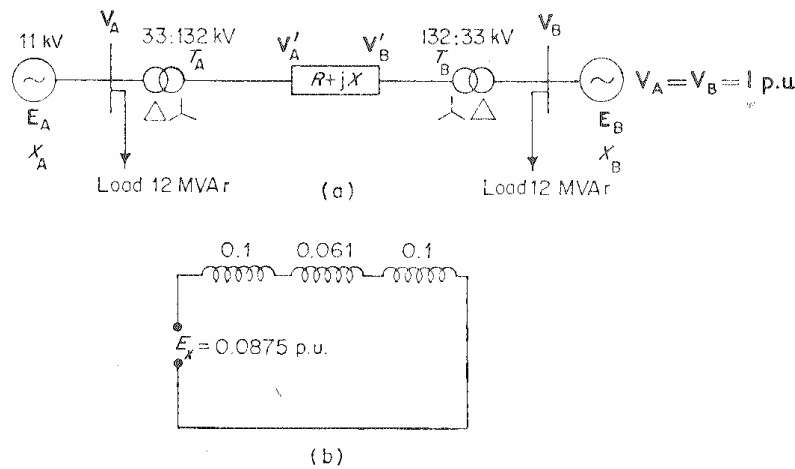 11 kV
V_A
33:132 kV
T_A
V'_A
V'_B
132:33 kV
T_B
V_B
R+jX
V_A = V_B = 1 p.u
E_A
X_A
E_B
X_B
Load 12 MVAr
Load 12 MVAr
(a)
0.1
0.061
0.1
E_x = 0.0875 p.u.
(b)